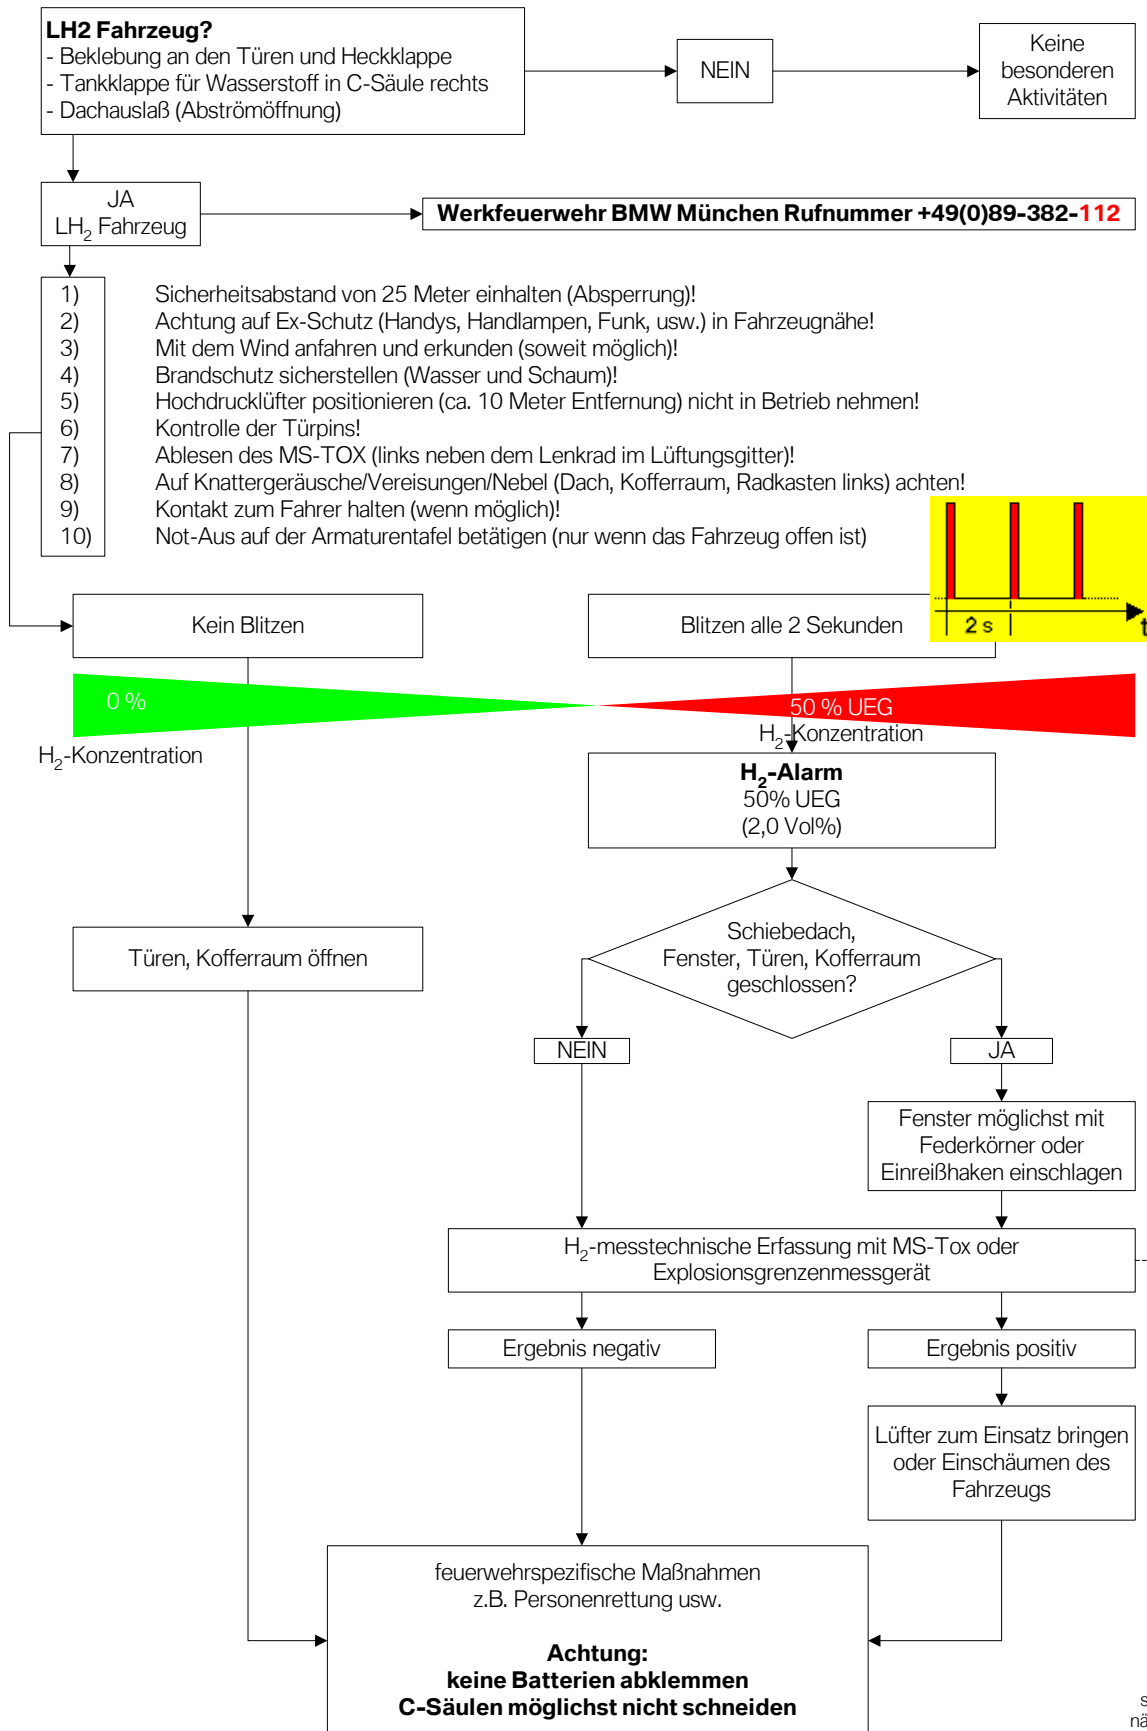 LH2 Fahrzeug?
- Beklebung an den Türen und Heckklappe
- Tankklappe für Wasserstoff in C-Säule rechts
- Dachauslaß (Abströmöffnung)
NEIN
Keine
besonderen
Aktivitäten
JA
LH₂ Fahrzeug
Werkfeuerwehr BMW München Rufnummer +49(0)89-382-112
1) Sicherheitsabstand von 25 Meter einhalten (Absperrung)!
2) Achtung auf Ex-Schutz (Handys, Handlampen, Funk, usw.) in Fahrzeugnähe!
3) Mit dem Wind anfahren und erkunden (soweit möglich)!
4) Brandschutz sicherstellen (Wasser und Schaum)!
5) Hochdrucklüfter positionieren (ca. 10 Meter Entfernung) nicht in Betrieb nehmen!
6) Kontrolle der Türpins!
7) Ablesen des MS-TOX (links neben dem Lenkrad im Lüftungsgitter)!
8) Auf Knattergeräusche/Vereisungen/Nebel (Dach, Kofferraum, Radkasten links) achten!
9) Kontakt zum Fahrer halten (wenn möglich)!
10) Not-Aus auf der Armaturentafel betätigen (nur wenn das Fahrzeug offen ist)
2 s
t
Kein Blitzen
Blitzen alle 2 Sekunden
0 %
50 % UEG
H₂-Konzentration
H₂-Konzentration
H₂-Alarm
50% UEG
(2,0 Vol%)
Türen, Kofferraum öffnen
Schiebedach,
Fenster, Türen, Kofferraum
geschlossen?
NEIN
JA
Fenster möglichst mit
Federkörner oder
Einreißhaken einschlagen
H₂-messtechnische Erfassung mit MS-Tox oder
Explosionsgrenzenmessgerät
Ergebnis negativ
Ergebnis positiv
Lüfter zum Einsatz bringen
oder Einschäumen des
Fahrzeugs
feuerwehrspezifische Maßnahmen
z.B. Personenrettung usw.
Achtung:
keine Batterien abklemmen
C-Säulen möglichst nicht schneiden